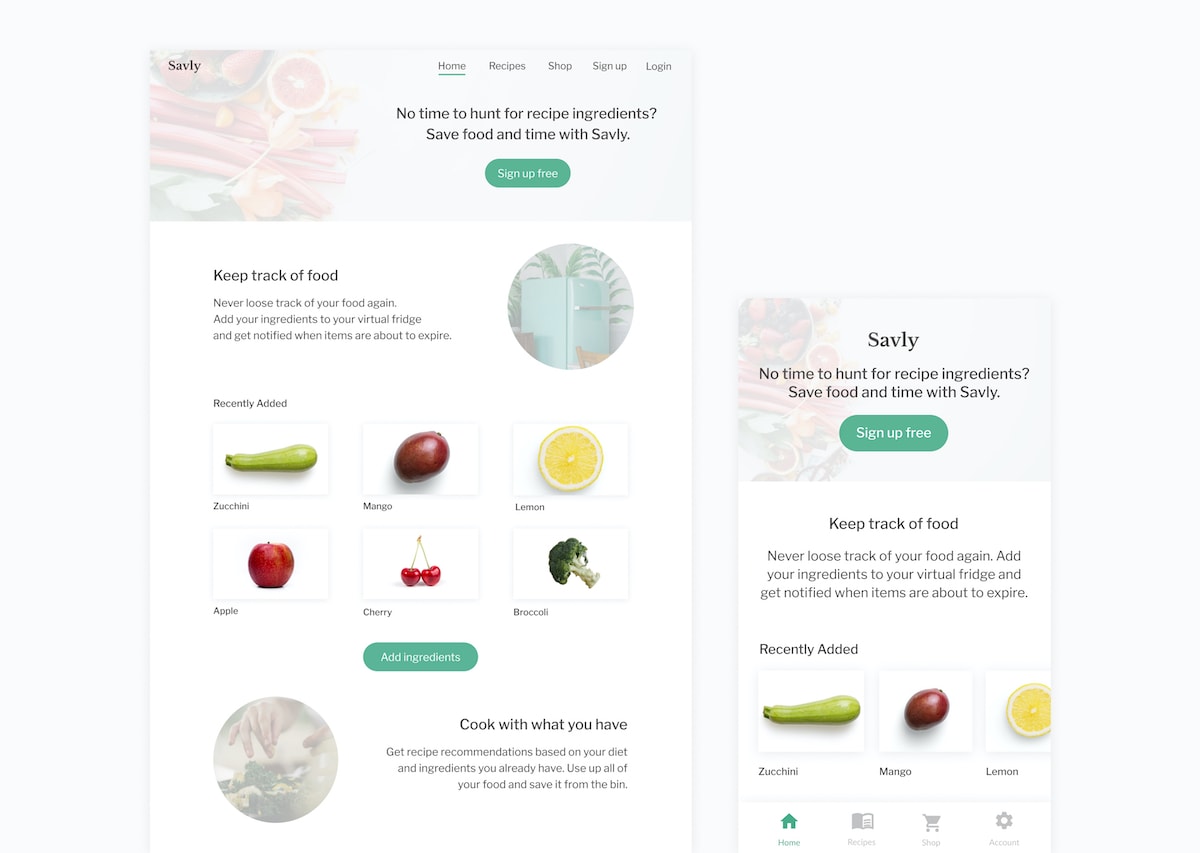 Savly
Home Recipes Shop Sign up Login
No time to hunt for recipe ingredients?
Save food and time with Savly.
Sign up free
Keep track of food
Never loose track of your food again.
Add your ingredients to your virtual fridge
and get notified when items are about to expire.
Recently Added
Zucchini Mango Lemon
Apple Cherry Broccoli
Add ingredients
Cook with what you have
Get recipe recommendations based on your diet
and ingredients you already have. Use up all of
your food and save it from the bin.
Savly
No time to hunt for recipe ingredients?
Save food and time with Savly.
Sign up free
Keep track of food
Never loose track of your food again. Add
your ingredients to your virtual fridge and
get notified when items are about to expire.
Recently Added
Zucchini Mango Lemon
Home Recipes Shop Account